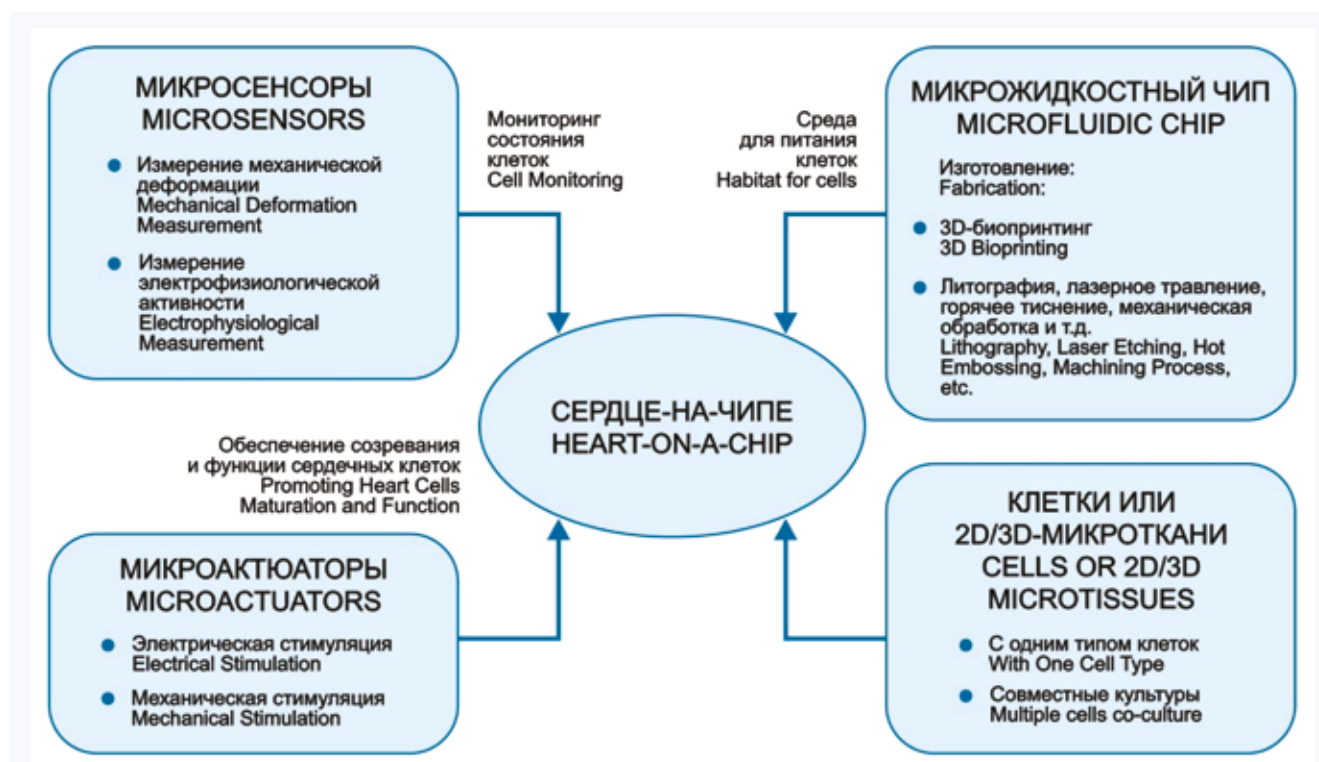 МИКРОСЕНСОРЫ
MICROSENSORS
Измерение механической
деформации
Mechanical Deformation
Measurement
Измерение
электрофизиологической
активности
Electrophysiological
Measurement
Мониторинг
состояния
клеток
Cell Monitoring
Среда
для питания
клеток
Habitat for cells
МИКРОЖИДКОСТНЫЙ ЧИП
MICROFLUIDIC CHIP
Изготовление:
Fabrication:
3D-биопринтинг
3D Bioprinting
Литография, лазерное травление,
горячее тиснение, механическая
обработка и т.д.
Lithography, Laser Etching, Hot
Embossing, Machining Process,
etc.
СЕРДЦЕ-НА-ЧИПЕ
HEART-ON-A-CHIP
Обеспечение созревания
и функции сердечных клеток
Promoting Heart Cells
Maturation and Function
МИКРОАКТЮАТОРЫ
MICROACTUATORS
Электрическая стимуляция
Electrical Stimulation
Механическая стимуляция
Mechanical Stimulation
КЛЕТКИ ИЛИ
2D/3D-МИКРОТКАНИ
CELLS OR 2D/3D
MICROTISSUES
С одним типом клеток
With One Cell Type
Совместные культуры
Multiple cells co-culture